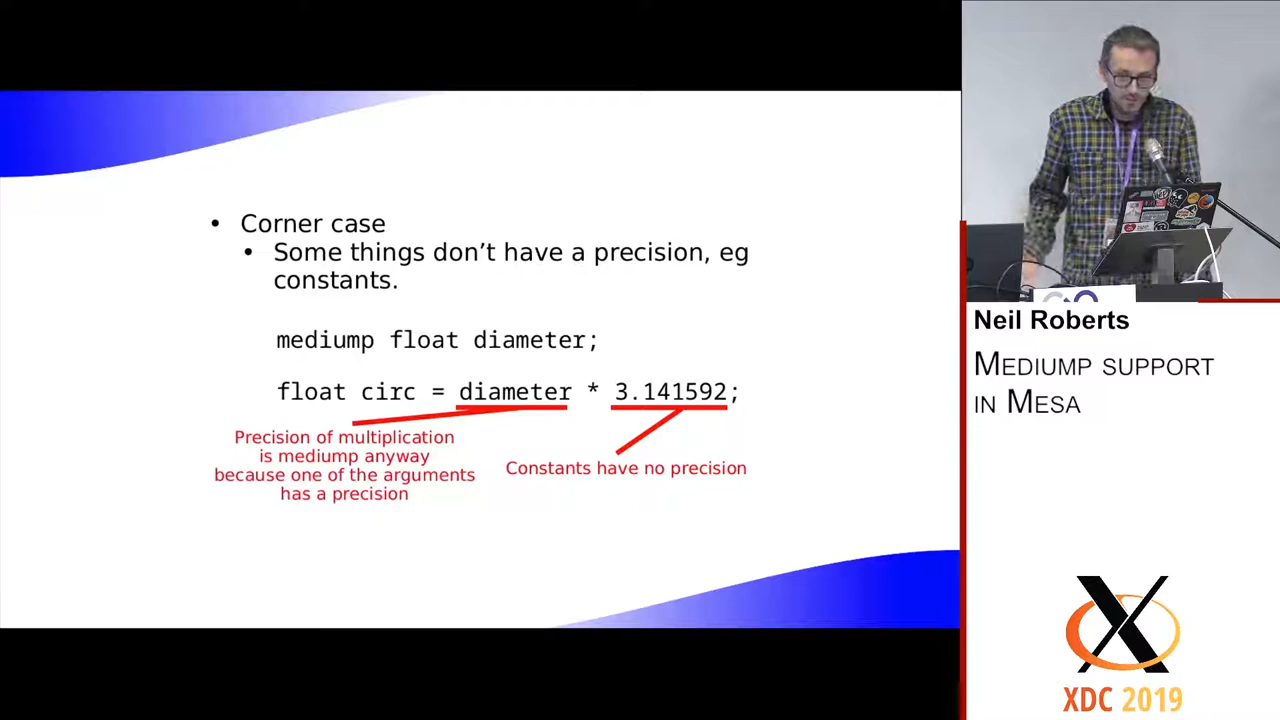 • Corner case
• Some things don’t have a precision, eg
constants.
mediump float diameter;
float circ = diameter * 3.141592;
Precision of multiplication
is mediump anyway
because one of the arguments
has a precision
Constants have no precision
Neil Roberts
Mediump support
in Mesa
XDC 2019